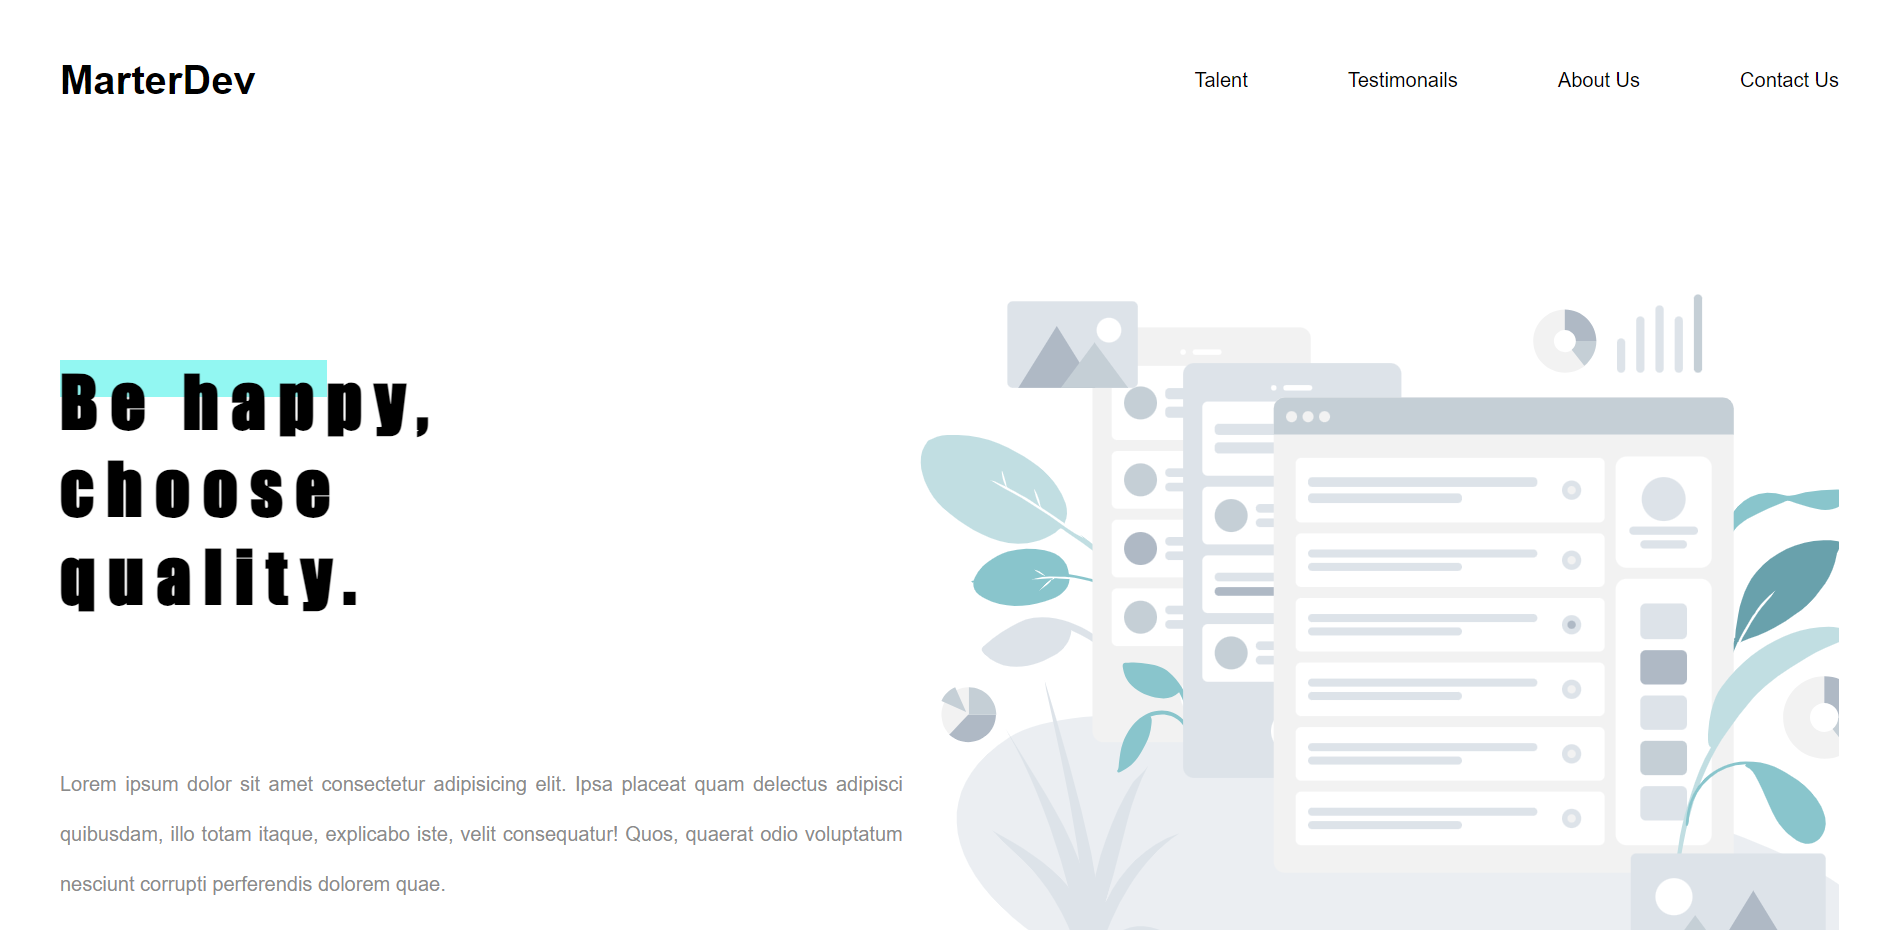 MarterDev
Talent
Testimonails
About Us
Contact Us
Be happy,
choose
quality.
Lorem ipsum dolor sit amet consectetur adipisicing elit. Ipsa placeat quam delectus adipisci
quibusdam, illo totam itaque, explicabo iste, velit consequatur! Quos, quaerat odio voluptatum
nesciunt corrupti perferendis dolorem quae.